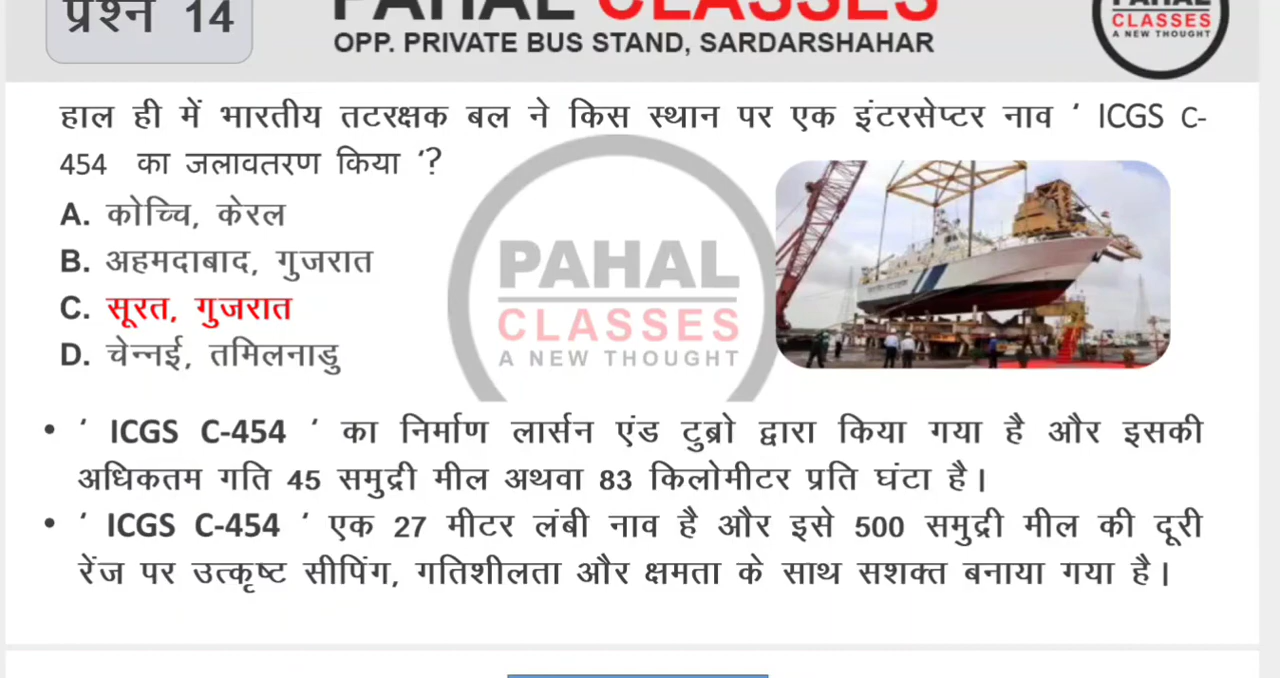 प्रश्न 14
PAHAL CLASSES
OPP. PRIVATE BUS STAND, SARDARSHAHAR
PAHAL
CLASSES
A NEW THOUGHT
हाल ही में भारतीय तटरक्षक बल ने किस स्थान पर एक इंटरसेप्टर नाव ‘ ICGS C-
454 का जलावतरण किया ‘?
A. कोच्चि, केरल
B. अहमदाबाद, गुजरात
C. सूरत, गुजरात
D. चेन्नई, तमिलनाडु
PAHAL
CLASSES
A NEW THOUGHT
• ‘ ICGS C-454 ‘ का निर्माण लार्सन एंड टुब्रो द्वारा किया गया है और इसकी
अधिकतम गति 45 समुद्री मील अथवा 83 किलोमीटर प्रति घंटा है।
• ‘ ICGS C-454 ‘ एक 27 मीटर लंबी नाव है और इसे 500 समुद्री मील की दूरी
रेंज पर उत्कृष्ट सीपिंग, गतिशीलता और क्षमता के साथ सशक्त बनाया गया है।